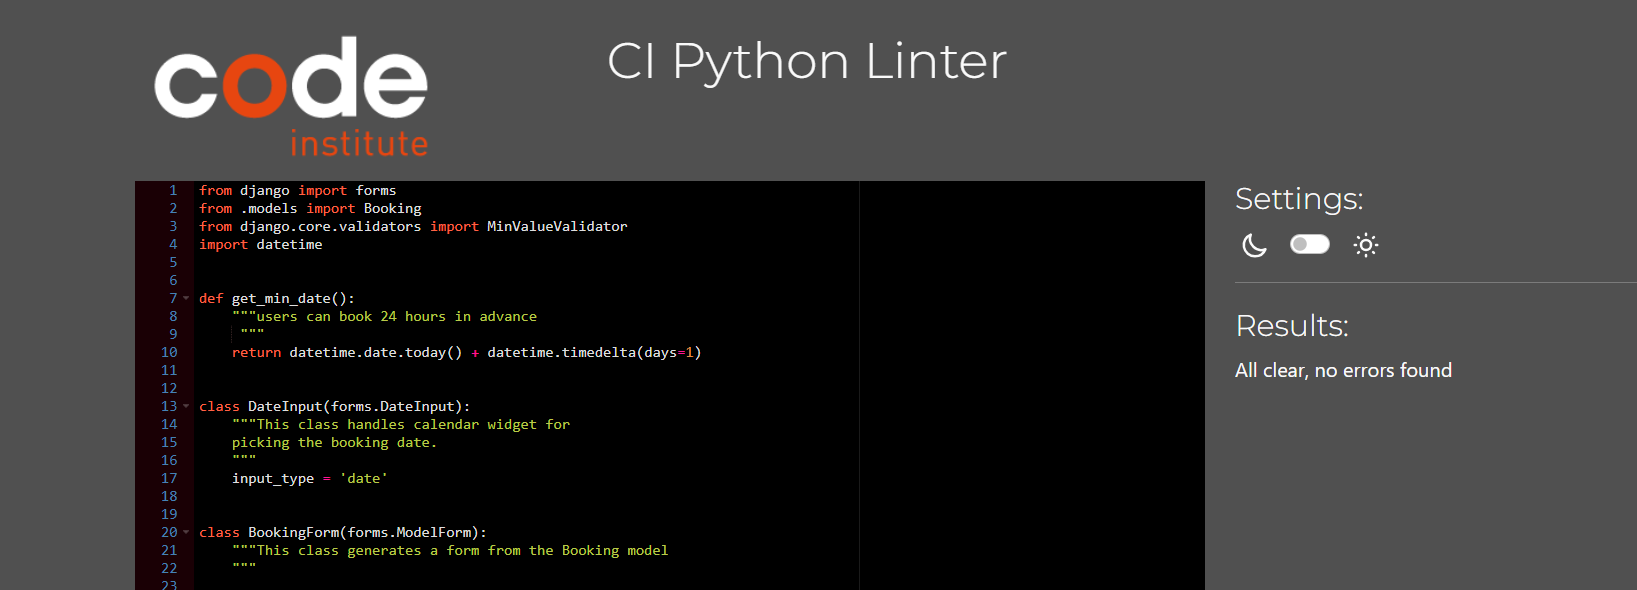 code
institute
CI Python Linter
1 from django import forms
2 from .models import Booking
3 from django.core.validators import MinValueValidator
4 import datetime
5
6
7 def get_min_date():
8     """users can book 24 hours in advance
9      """
10     return datetime.date.today() + datetime.timedelta(days=1)
11
12
13 class DateInput(forms.DateInput):
14     """This class handles calendar widget for
15     picking the booking date.
16     """
17     input_type = 'date'
18
19
20 class BookingForm(forms.ModelForm):
21     """This class generates a form from the Booking model
22     """
23
Settings:
Results:
All clear, no errors found